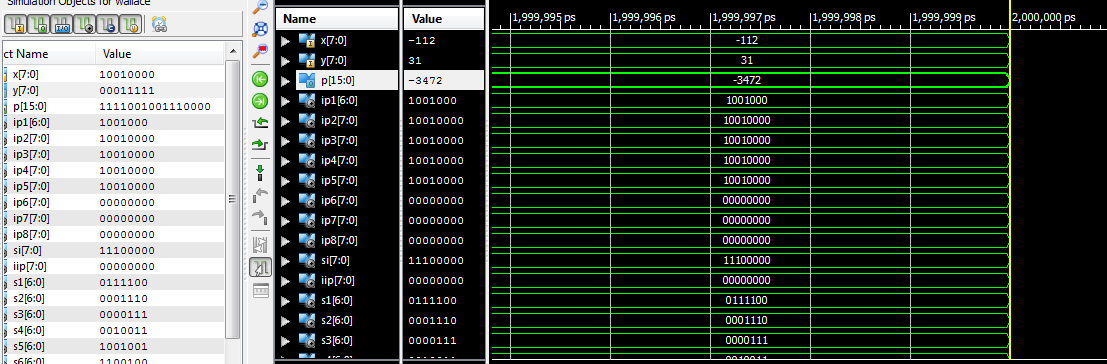 Simulation Objects for wallace
ct Name Value
x[7:0] 10010000
y[7:0] 00011111
p[15:0] 1111001001110000
ip1[6:0] 1001000
ip2[7:0] 10010000
ip3[7:0] 10010000
ip4[7:0] 10010000
ip5[7:0] 10010000
ip6[7:0] 00000000
ip7[7:0] 00000000
ip8[7:0] 00000000
si[7:0] 11100000
iip[7:0] 00000000
s1[6:0] 0111100
s2[6:0] 0001110
s3[6:0] 0000111
s4[6:0] 0010011
s5[6:0] 1001001
s6[6:0] 1100100
Name Value 1,999,995 ps 1,999,996 ps 1,999,997 ps 1,999,998 ps 1,999,999 ps 2,000,000 ps
x[7:0] -112 -112
y[7:0] 31 31
p[15:0] -3472 -3472
ip1[6:0] 1001000 1001000
ip2[7:0] 10010000 10010000
ip3[7:0] 10010000 10010000
ip4[7:0] 10010000 10010000
ip5[7:0] 10010000 10010000
ip6[7:0] 00000000 00000000
ip7[7:0] 00000000 00000000
ip8[7:0] 00000000 00000000
si[7:0] 11100000 11100000
iip[7:0] 00000000 00000000
s1[6:0] 0111100 0111100
s2[6:0] 0001110 0001110
s3[6:0] 0000111 0000111